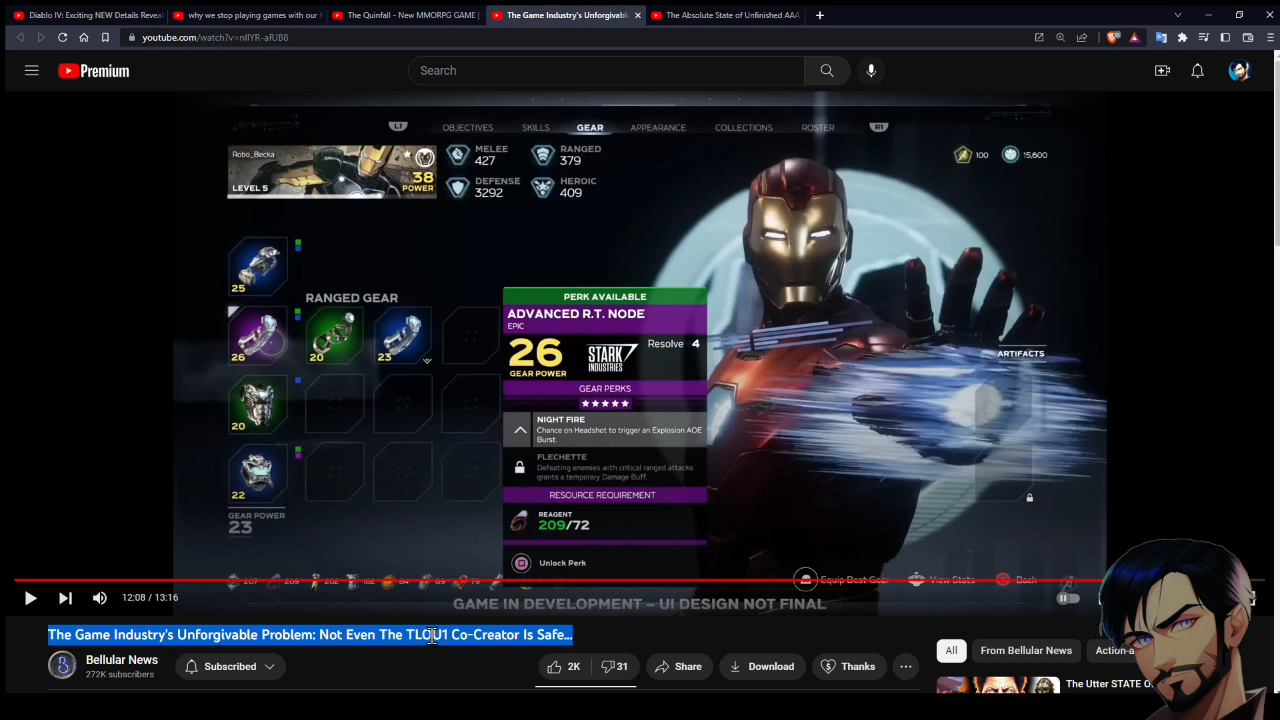 Diablo IV: Exciting NEW Details Reveal
why we stop playing games with our f
The Quinfall - New MMORPG GAME |
The Game Industry's Unforgivabl
The Absolute State of Unfinished AAA
youtube.com/watch?v=nIlYR-aRJB8
Premium
Search
L1
OBJECTIVES
SKILLS
GEAR
APPEARANCE
COLLECTIONS
ROSTER
R1
Robo_Becka
38
POWER
LEVEL 5
MELEE
427
RANGED
379
DEFENSE
3292
HEROIC
409
100
15,600
25
RANGED GEAR
26
20
23
20
22
GEAR POWER
23
PERK AVAILABLE
ADVANCED R.T. NODE
EPIC
26
GEAR POWER
STARK
INDUSTRIES
Resolve 4
GEAR PERKS
NIGHT FIRE
Chance on Headshot to trigger an Explosion AOE
Burst.
FLECHETTE
Defeating enemies with critical ranged attacks
grants a temporary Damage Buff.
RESOURCE REQUIREMENT
REAGENT
209/72
Unlock Perk
ARTIFACTS
Equip Best Gear
View Stats
Back
GAME IN DEVELOPMENT – UI DESIGN NOT FINAL
12:08 / 13:16
The Game Industry's Unforgivable Problem: Not Even The TLOU1 Co-Creator Is Safe...
Bellular News
272K subscribers
Subscribed
2K
31
Share
Download
Thanks
All
From Bellular News
Action-a
The Utter STATE O